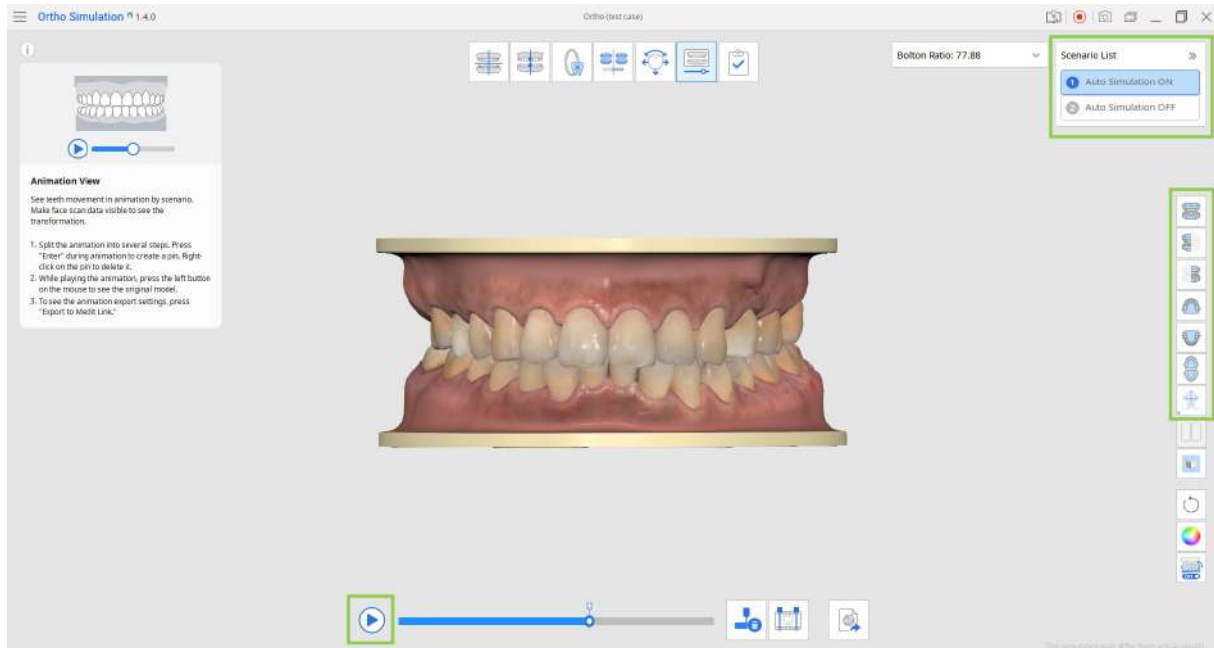 Ortho Simulation 1.4.0
Ortho (test case)
Bolton Ratio: 77.88
Scenario List
1 Auto Simulation ON
2 Auto Simulation OFF
Animation View
See teeth movement in animation by scenario.
Make face scan data visible to see the
transformation.
1. Split the animation into several steps. Press
"Enter" during animation to create a pin. Right-
click on the pin to delete it.
2. While playing the animation, press the left button
on the mouse to see the original model.
3. To see the animation export settings, press
"Export to Medit Link."